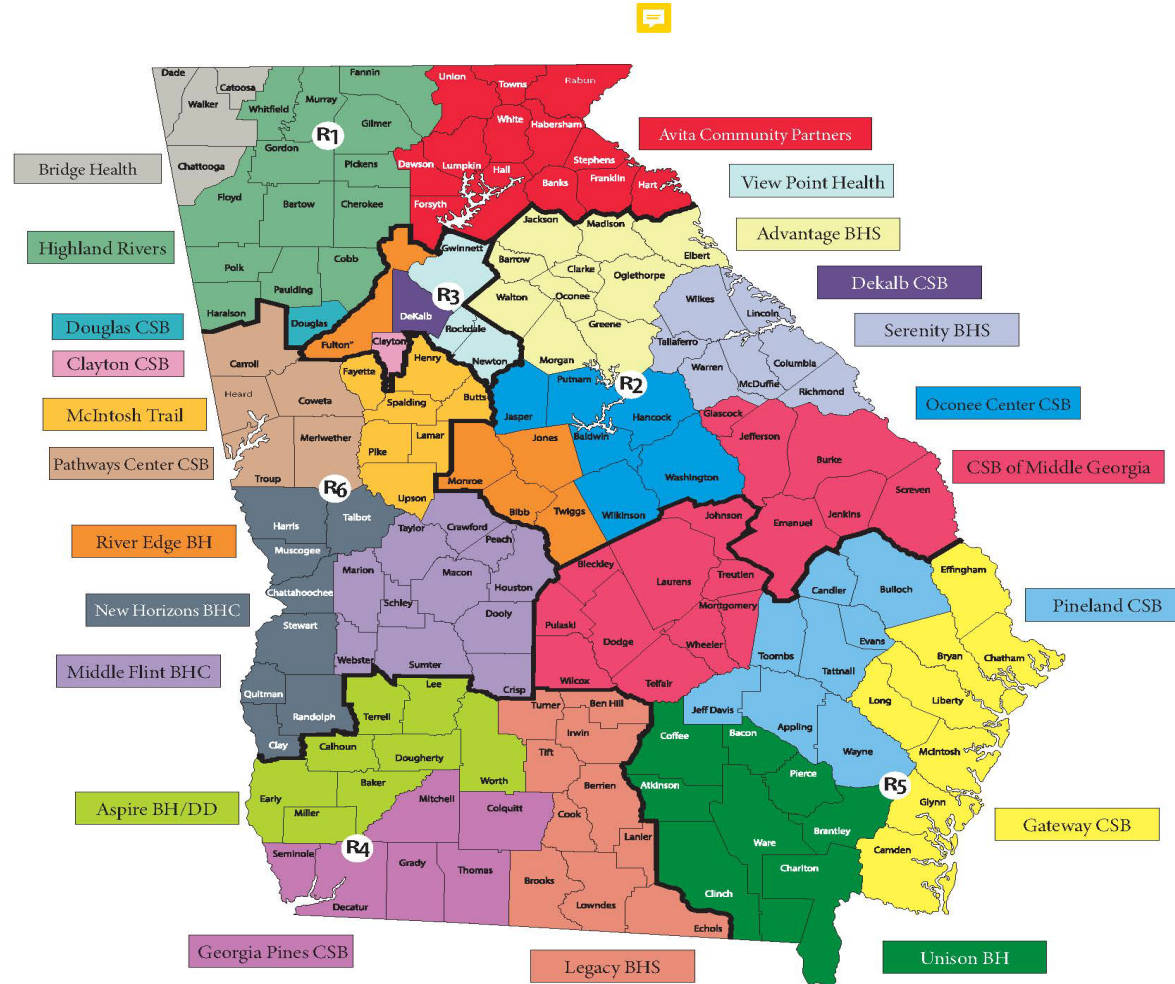 Dade
Catoosa
Walker
Chattooga
Fannin
Murray
Whitfield
Gilmer
R1
Gordon
Pickens
Floyd
Bartow
Cherokee
Polk
Cobb
Paulding
Haralson
Union
Towns
Rabun
White
Habersham
Dawson
Lumpkin
Hall
Stephens
Banks
Franklin
Hart
Forsyth
Avita Community Partners
Bridge Health
View Point Health
Highland Rivers
Advantage BHS
Dekalb CSB
Douglas CSB
Serenity BHS
Clayton CSB
McIntosh Trail
Oconee Center CSB
Pathways Center CSB
CSB of Middle Georgia
River Edge BH
New Horizons BHC
Pineland CSB
Middle Flint BHC
Aspire BH/DD
Gateway CSB
Georgia Pines CSB
Legacy BHS
Unison BH
Gwinnett
R3
DeKalb
Rockdale
Newton
Clayton
Fulton"
Douglas
Jackson
Madison
Barrow
Clarke
Elbert
Oglethorpe
Walton
Oconee
Greene
Morgan
Wilkes
Lincoln
Taliaferro
Warren
Columbia
McDuffie
Richmond
R2
Putnam
Jasper
Hancock
Baldwin
Washington
Wilkinson
Glascock
Jefferson
Burke
Screven
Jenkins
Emanuel
Carroll
Heard
Coweta
Meriwether
Troup
R6
Fayette
Henry
Spalding
Butts
Pike
Lamar
Upson
Monroe
Jones
Bibb
Twiggs
Harris
Talbot
Muscogee
Chattahoochee
Stewart
Quitman
Randolph
Clay
Taylor
Crawford
Peach
Marion
Macon
Houston
Schley
Dooly
Webster
Sumter
Crisp
Johnson
Bleckley
Laurens
Treutlen
Montgomery
Pulaski
Dodge
Wheeler
Wilcox
Telfair
Candler
Bulloch
Evans
Toombs
Tattnall
Jeff Davis
Appling
Wayne
Effingham
Bryan
Chatham
Long
Liberty
McIntosh
R5
Glynn
Camden
Coffee
Bacon
Pierce
Atkinson
Brantley
Ware
Charlton
Clinch
Lee
Terrell
Calhoun
Dougherty
Worth
Early
Baker
Miller
R4
Mitchell
Colquitt
Seminole
Grady
Thomas
Decatur
Turner
Ben Hill
Irwin
Tift
Berrien
Cook
Lanier
Brooks
Lowndes
Echols